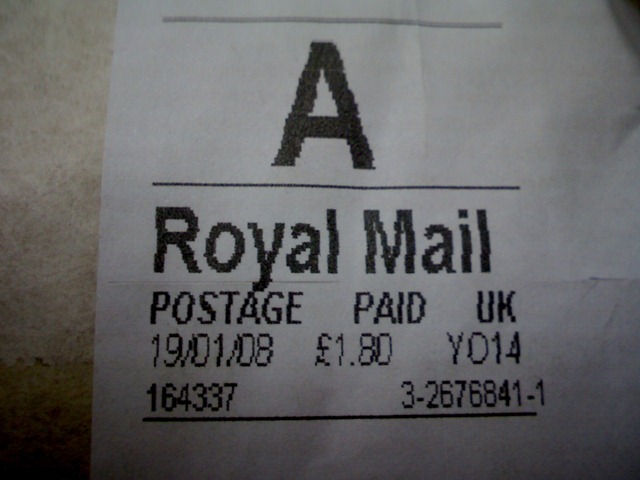 A
Royal Mail
POSTAGE PAID UK
19/01/08 £1.80 YO14
164337 3-2676841-1